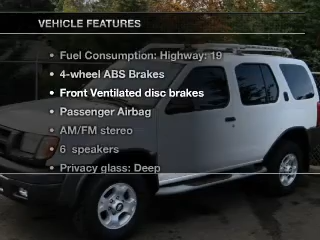 VEHICLE FEATURES
• Fuel Consumption: Highway: 19
• 4-wheel ABS Brakes
• Front Ventilated disc brakes
• Passenger Airbag
• AM/FM stereo
• 6 speakers
• Privacy glass: Deep